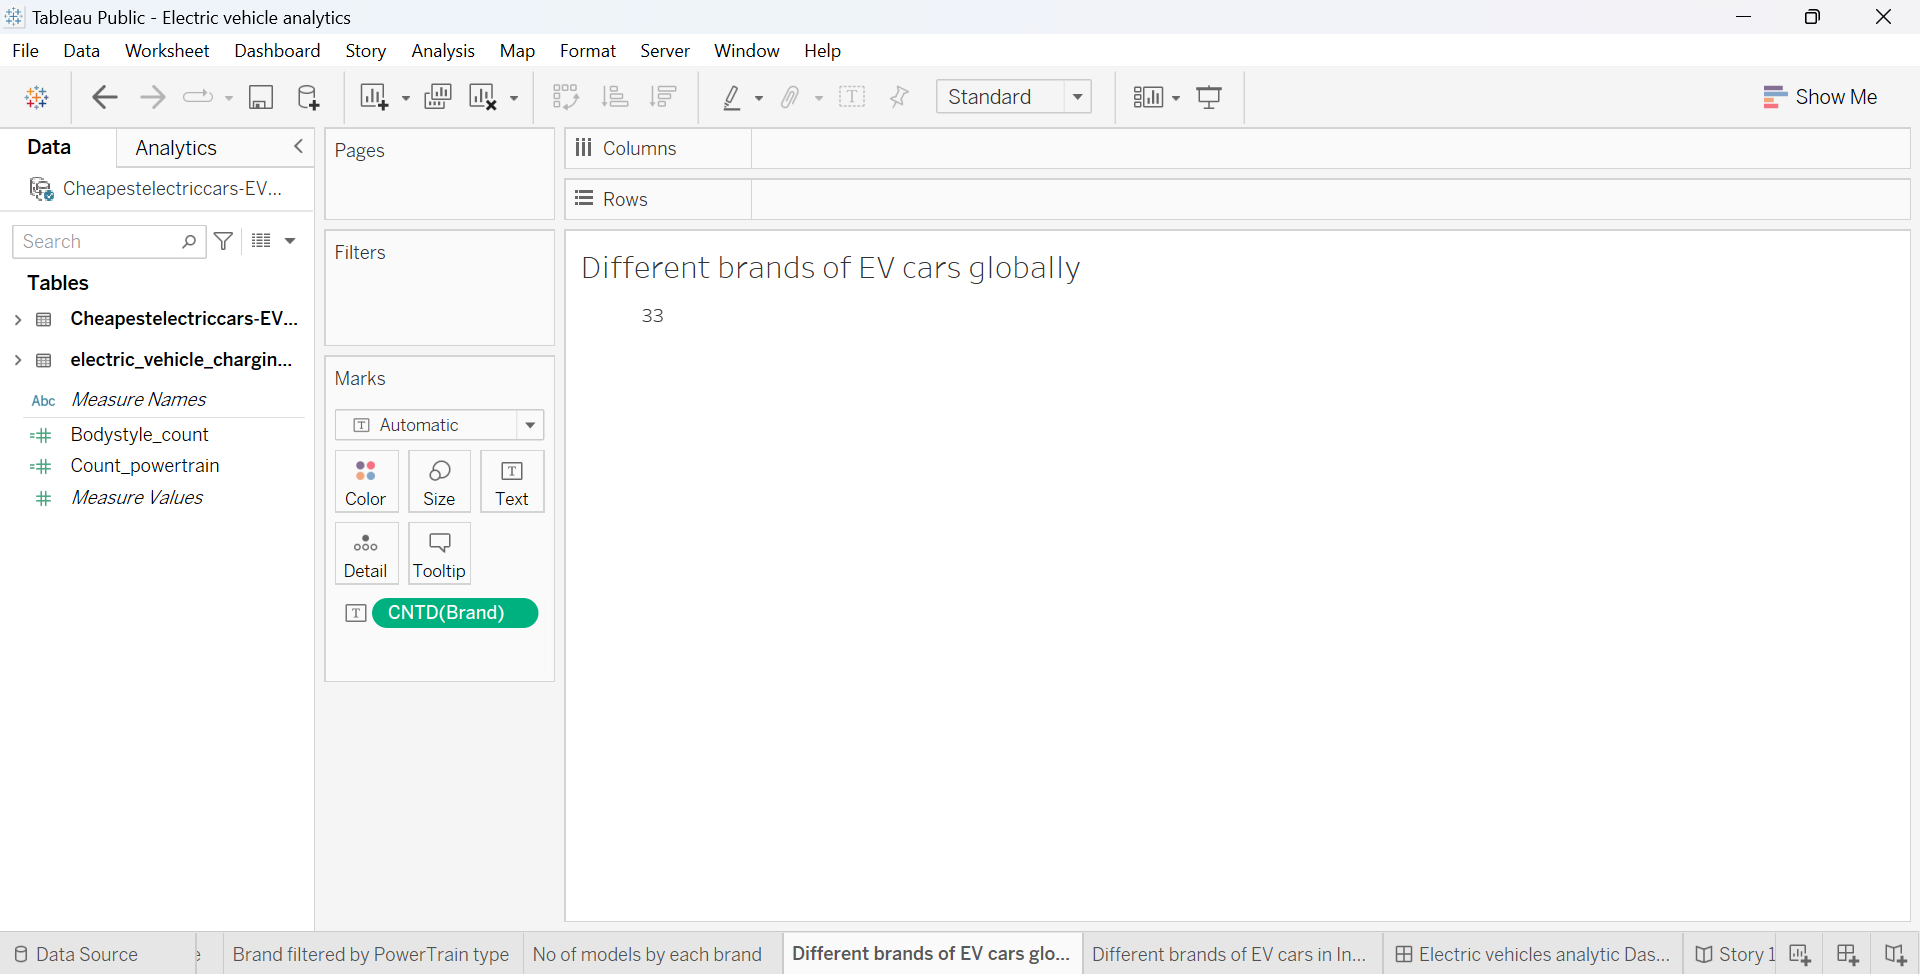 Tableau Public - Electric vehicle analytics
File Data Worksheet Dashboard Story Analysis Map Format Server Window Help
Standard
Show Me
Data
Analytics
Cheapestelectriccars-EV...
Search
Tables
Cheapestelectriccars-EV...
electric_vehicle_chargin...
Abc Measure Names
Bodystyle_count
Count_powertrain
Measure Values
Pages
Filters
Marks
Automatic
Color Size Text
Detail Tooltip
CNTD(Brand)
Columns
Rows
Different brands of EV cars globally
33
Data Source
Brand filtered by PowerTrain type
No of models by each brand
Different brands of EV cars glo...
Different brands of EV cars in In...
Electric vehicles analytic Das...
Story 1